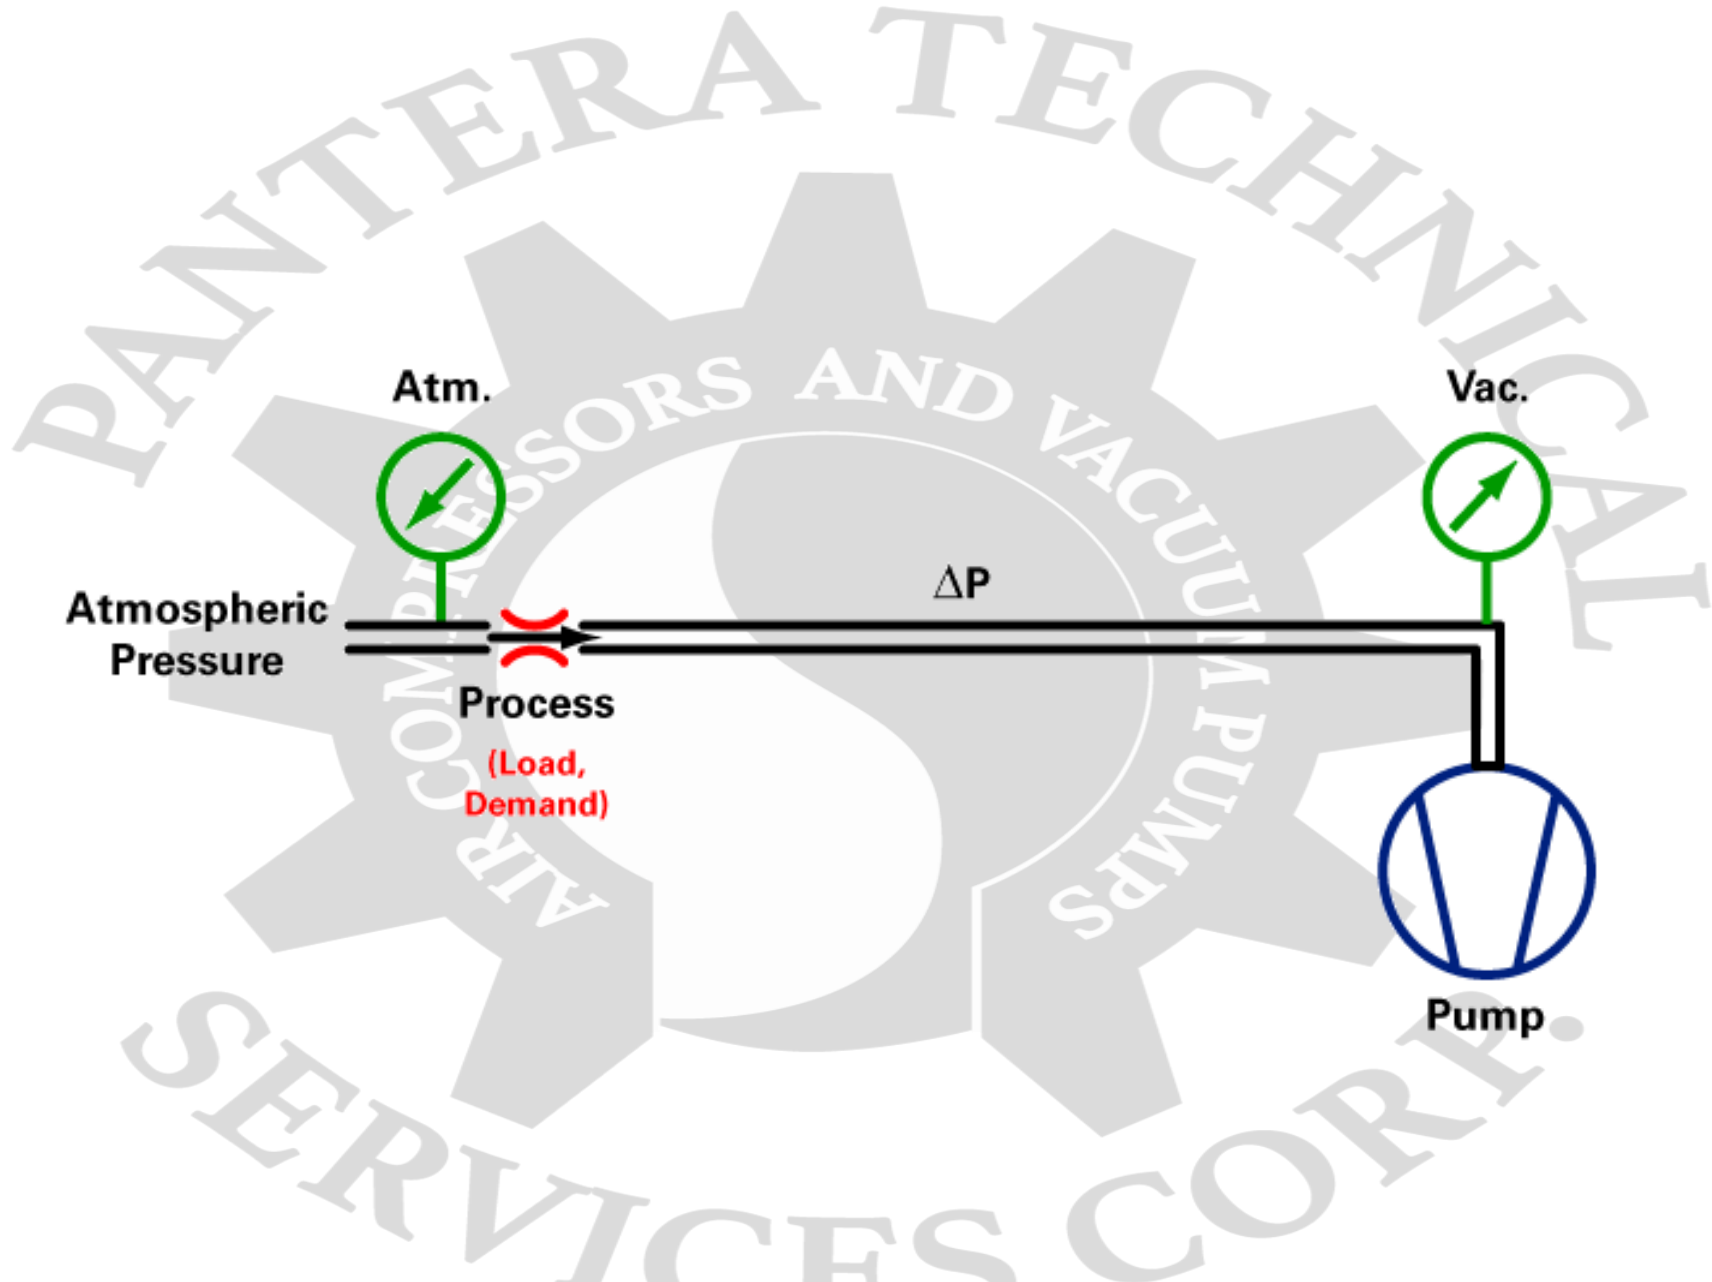 PANTERA TECHNICAL
AIR COMPRESSORS AND VACUUM PUMPS
SERVICES CORP.
Atm.
Vac.
Atmospheric
Pressure
ΔP
Process
(Load,
Demand)
Pump